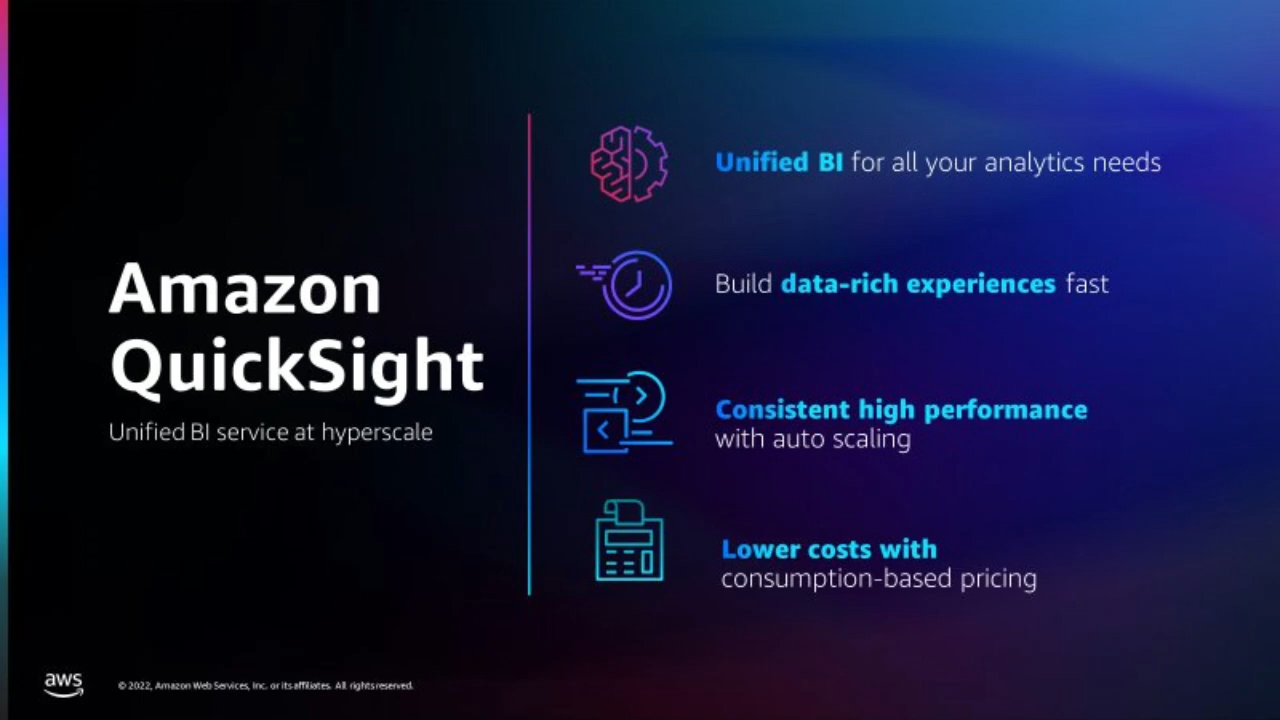 Amazon
QuickSight
Unified BI service at hyperscale
Unified BI for all your analytics needs
Build data-rich experiences fast
Consistent high performance
with auto scaling
Lower costs with
consumption-based pricing
aws
© 2022, Amazon Web Services, Inc. or its affiliates. All rights reserved.